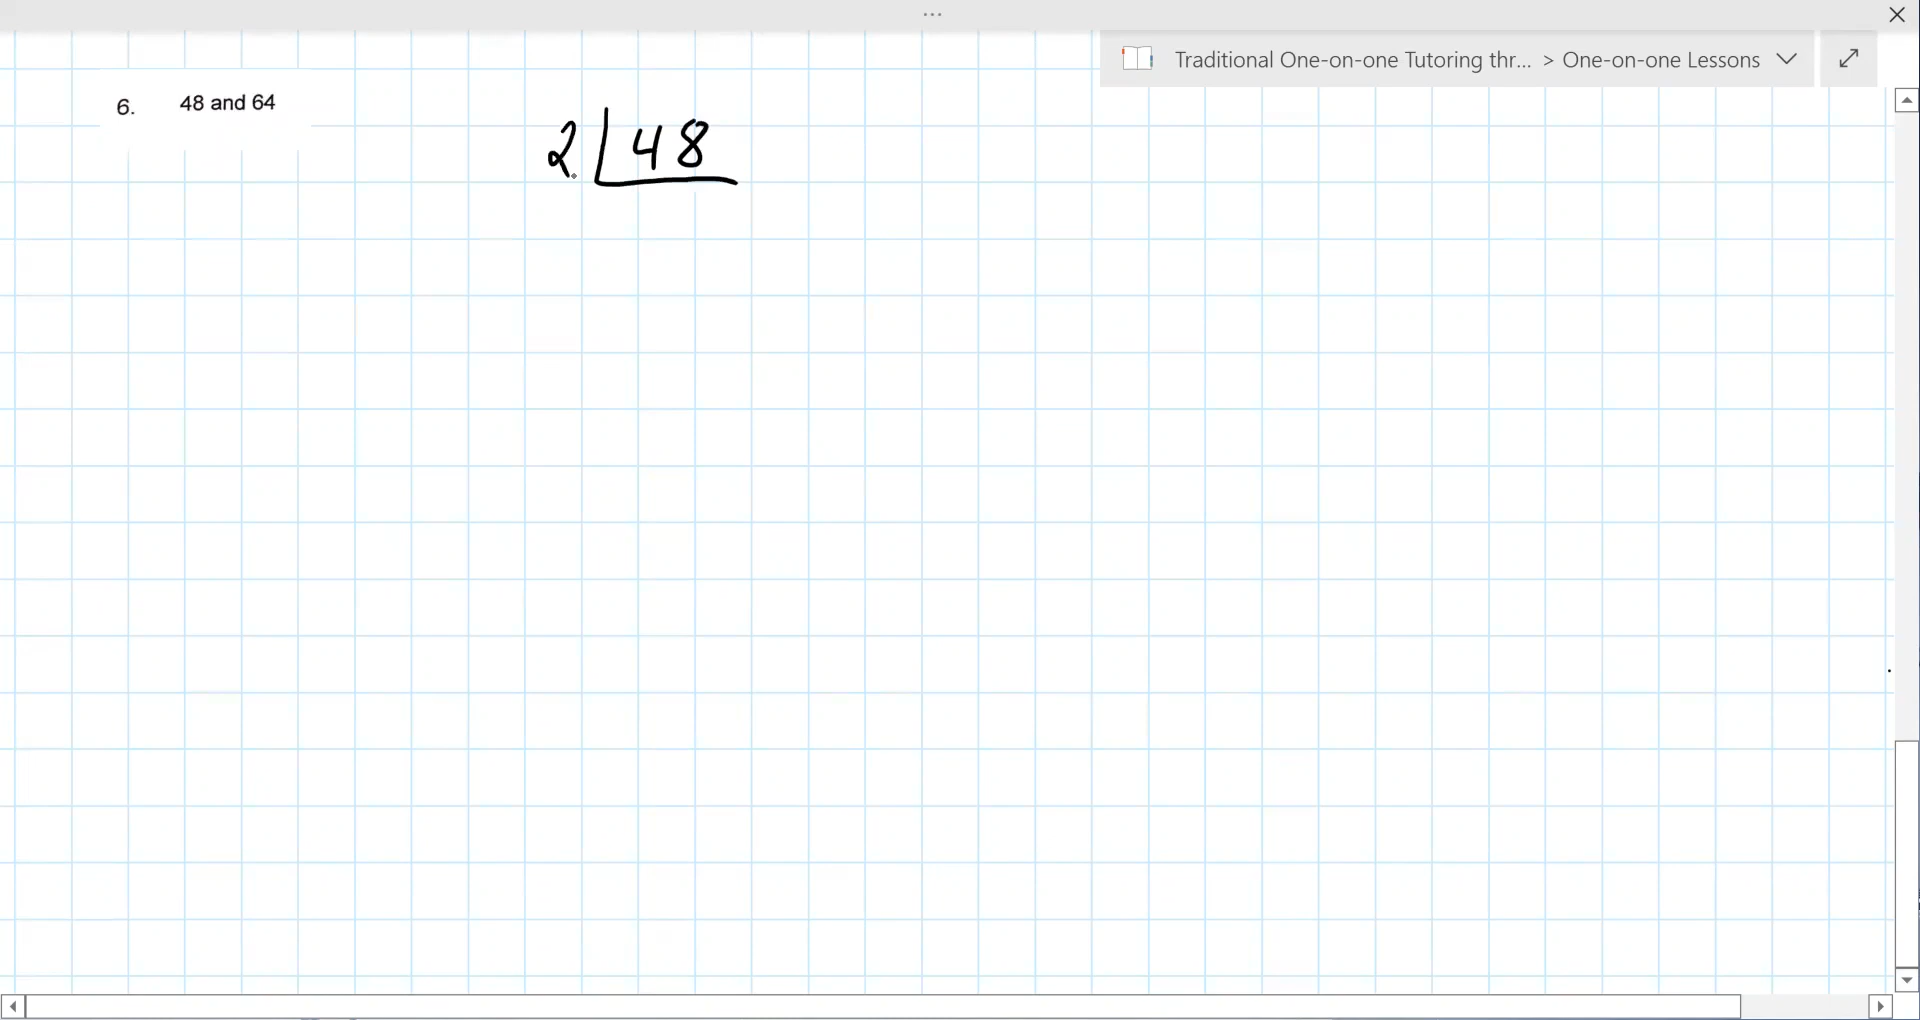 Traditional One-on-one Tutoring thr... > One-on-one Lessons
6. 48 and 64
2 48